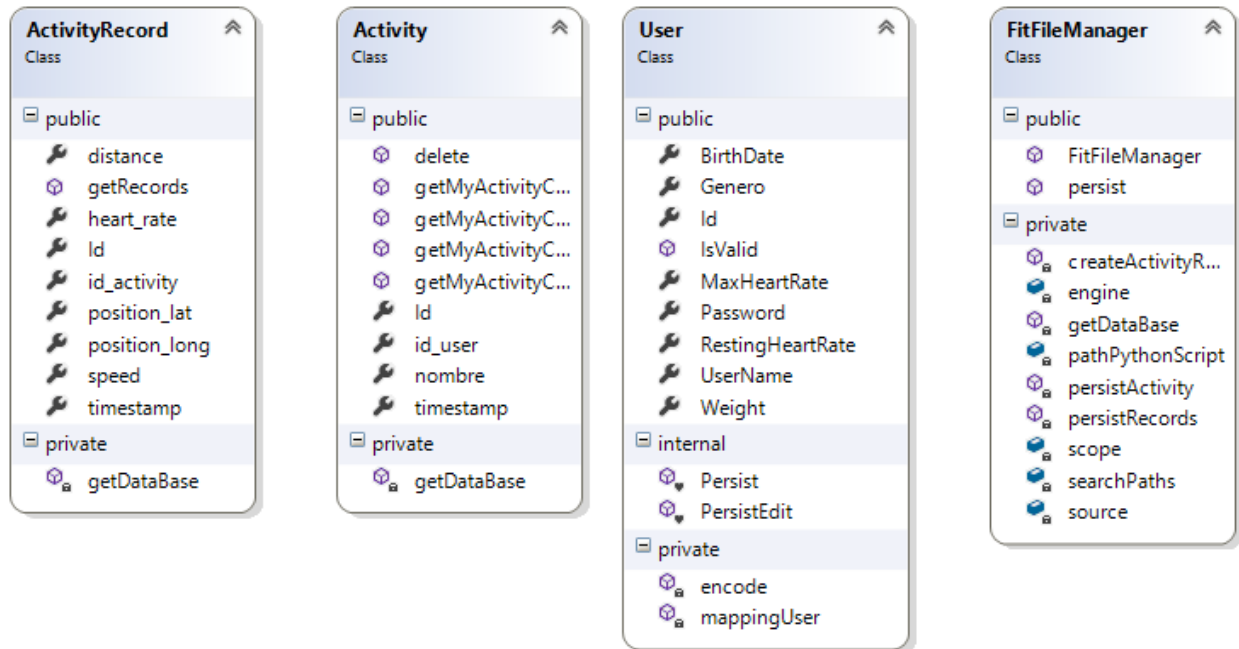 ActivityRecord
Class
public
distance
getRecords
heart_rate
Id
id_activity
position_lat
position_long
speed
timestamp
private
getDataBase
Activity
Class
public
delete
getMyActivityC...
getMyActivityC...
getMyActivityC...
getMyActivityC...
Id
id_user
nombre
timestamp
private
getDataBase
User
Class
public
BirthDate
Genero
Id
IsValid
MaxHeartRate
Password
RestingHeartRate
UserName
Weight
internal
Persist
PersistEdit
private
encode
mappingUser
FitFileManager
Class
public
FitFileManager
persist
private
createActivityR...
engine
getDataBase
pathPythonScript
persistActivity
persistRecords
scope
searchPaths
source